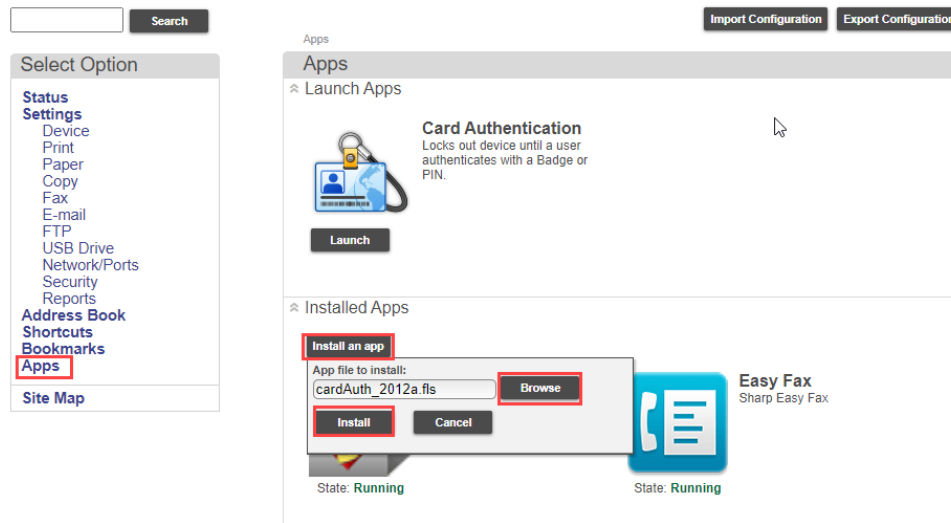 Search
Import Configuration
Export Configuration
Select Option
Status
Settings
Device
Print
Paper
Copy
Fax
E-mail
FTP
USB Drive
Network/Ports
Security
Reports
Address Book
Shortcuts
Bookmarks
Apps
Site Map
Apps
Apps
Launch Apps
Card Authentication
Locks out device until a user
authenticates with a Badge or
PIN.
Launch
Installed Apps
Install an app
App file to install:
cardAuth_2012a.fls
Browse
Install
Cancel
State: Running
Easy Fax
Sharp Easy Fax
State: Running